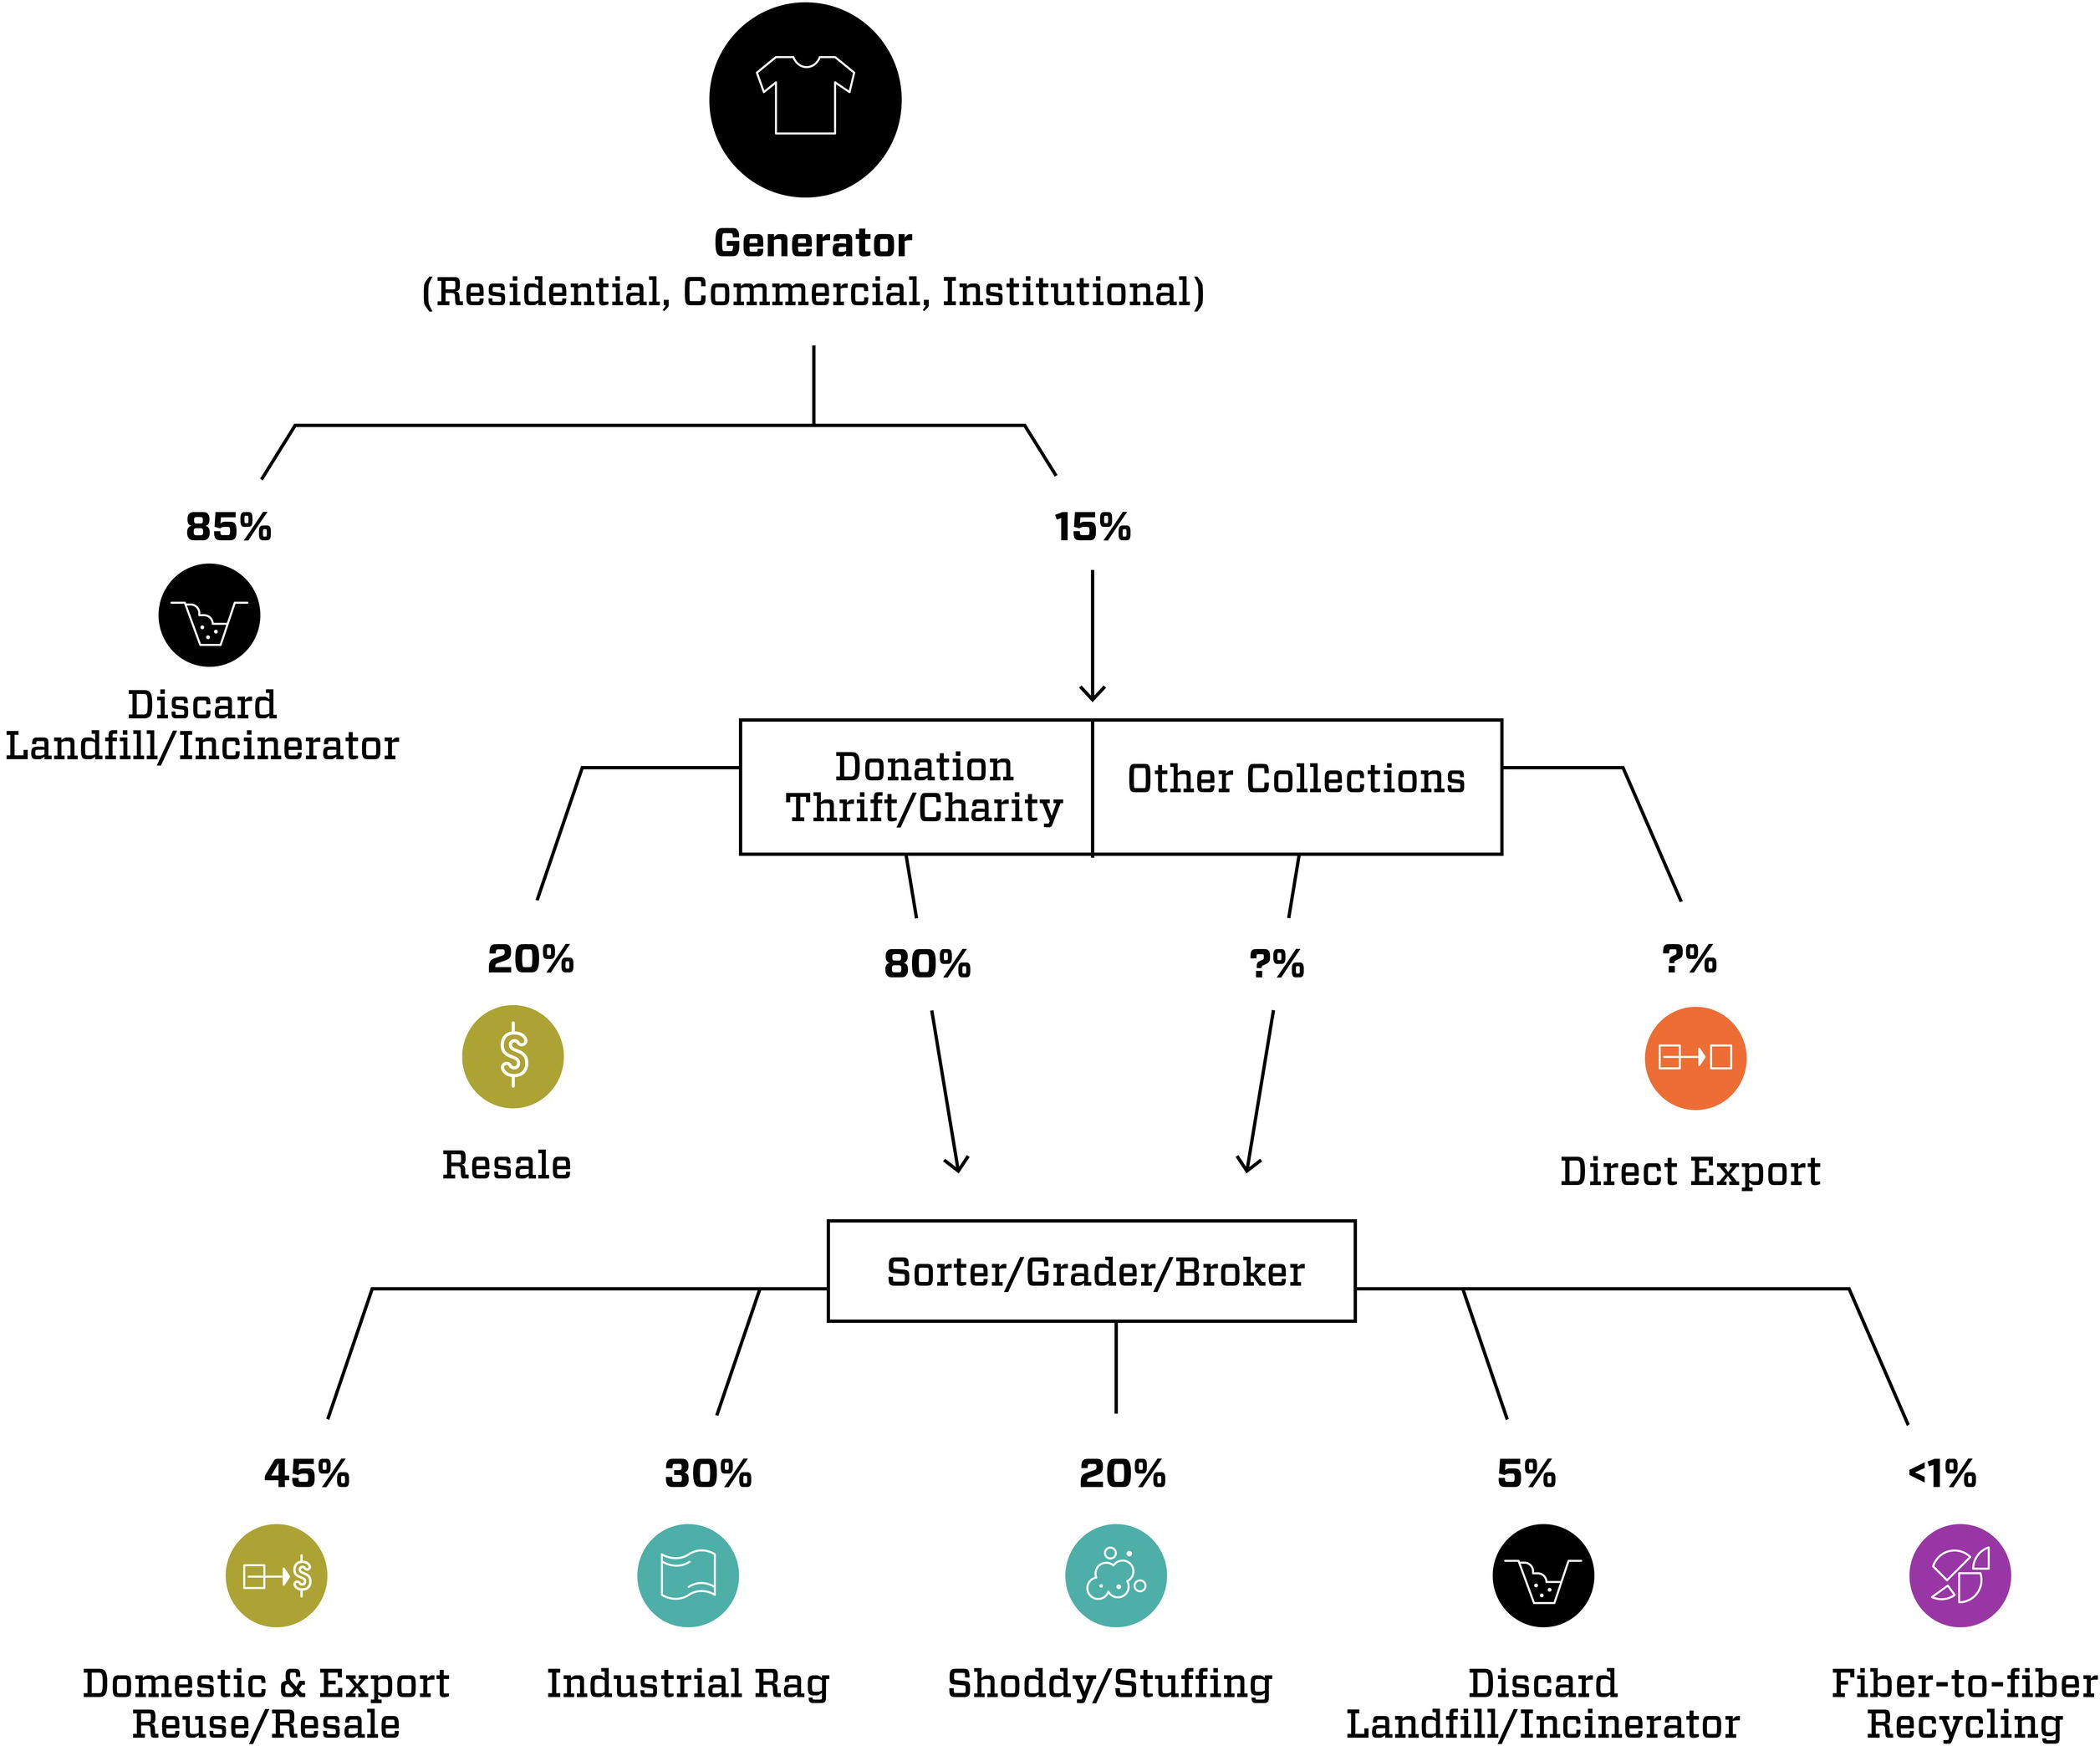 Generator
(Residential, Commercial, Institutional)
85%
15%
Discard
Landfill/Incinerator
Donation
Thrift/Charity
Other Collections
20%
80%
?%
?%
Resale
Direct Export
Sorter/Grader/Broker
45%
30%
20%
5%
<1%
Domestic & Export
Reuse/Resale
Industrial Rag
Shoddy/Stuffing
Discard
Landfill/Incinerator
Fiber-to-fiber
Recycling